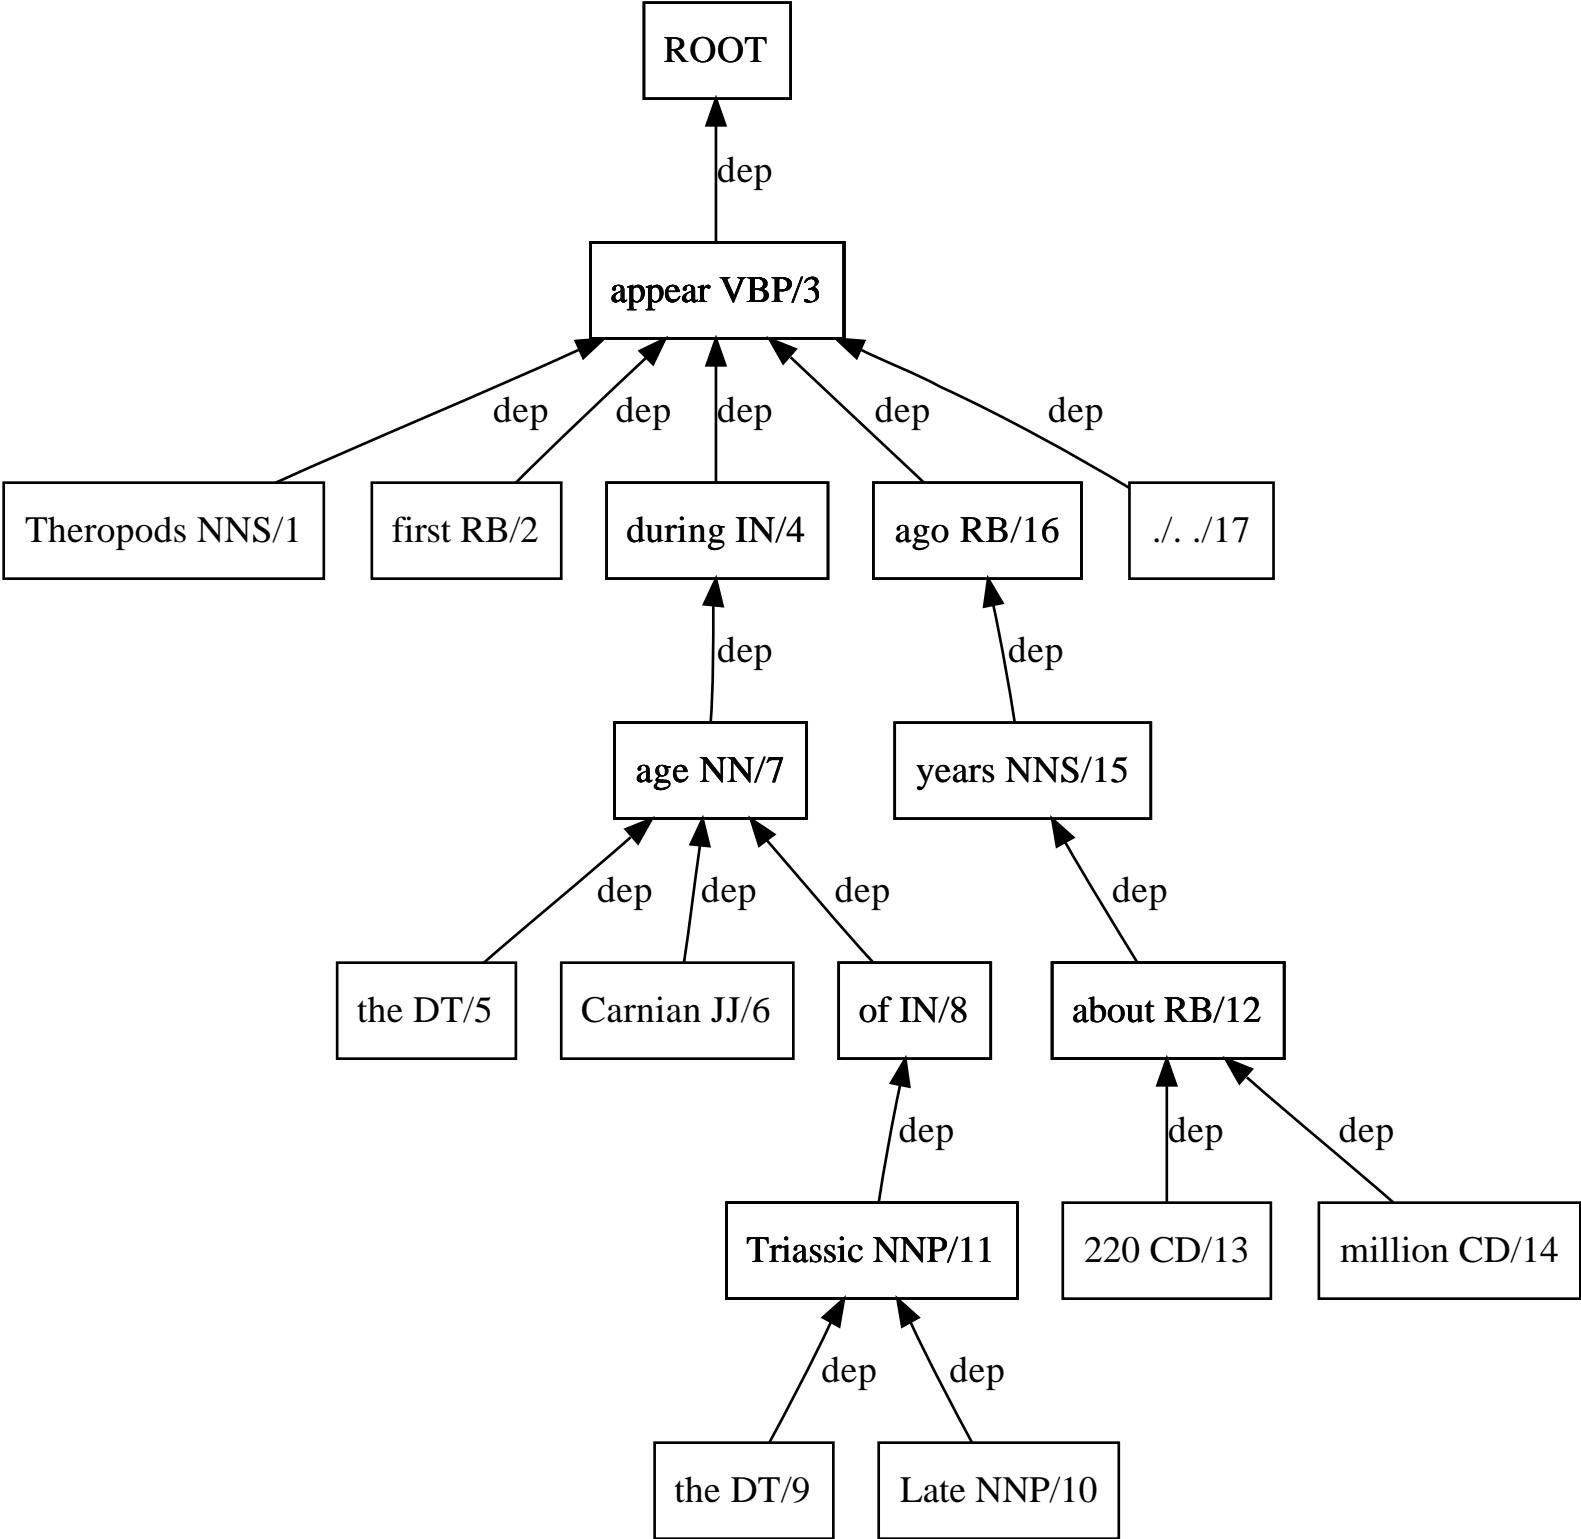 ROOT
dep
appear VBP/3
dep dep dep dep dep
Theropods NNS/1 first RB/2 during IN/4 ago RB/16 ./. ./17
dep dep
age NN/7 years NNS/15
dep dep dep dep
the DT/5 Carnian JJ/6 of IN/8 about RB/12
dep dep dep
Triassic NNP/11 220 CD/13 million CD/14
dep dep
the DT/9 Late NNP/10